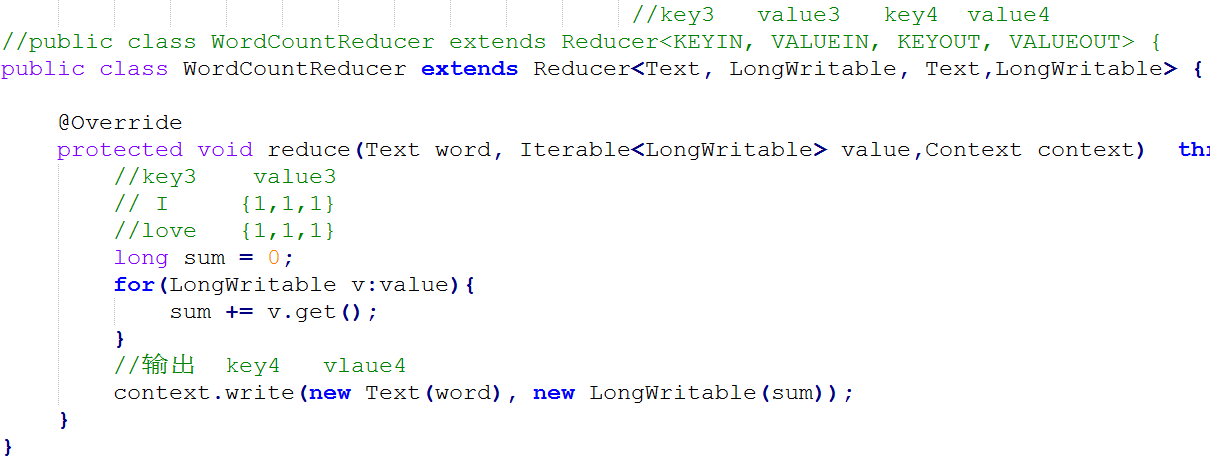 //key3   value3   key4  value4
//public class WordCountReducer extends Reducer<KEYIN, VALUEIN, KEYOUT, VALUEOUT> {
public class WordCountReducer extends Reducer<Text, LongWritable, Text,LongWritable> {
@Override
protected void reduce(Text word, Iterable<LongWritable> value,Context context)  thr
//key3    value3
// I     {1,1,1}
//love   {1,1,1}
long sum = 0;
for(LongWritable v:value){
sum += v.get();
}
//输出  key4   vlaue4
context.write(new Text(word), new LongWritable(sum));
}
}